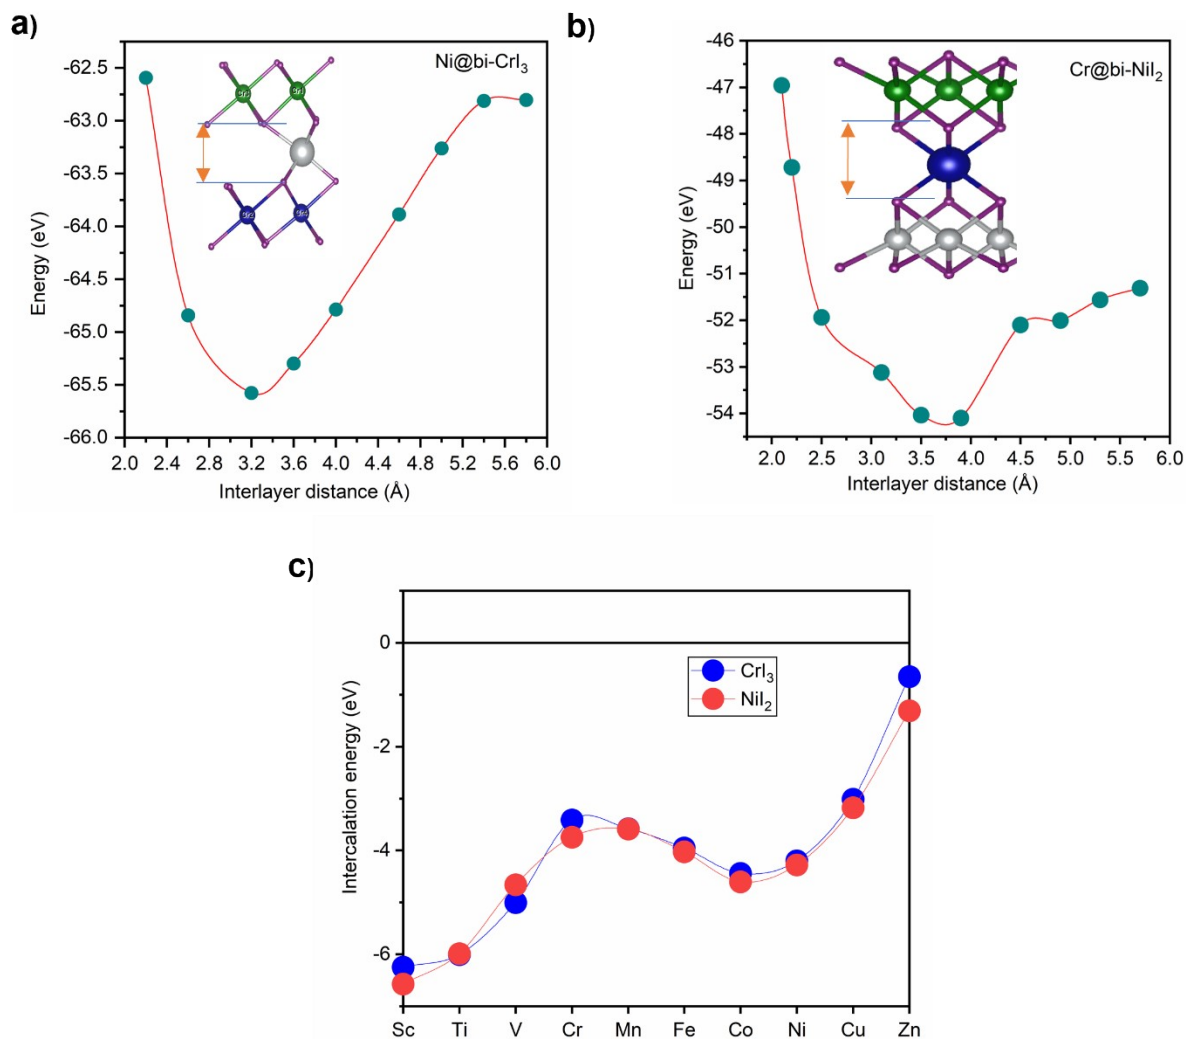 a)
Ni@bi-CrI₃
Energy (eV)
-62.5
-63.0
-63.5
-64.0
-64.5
-65.0
-65.5
-66.0
2.0 2.4 2.8 3.2 3.6 4.0 4.4 4.8 5.2 5.6 6.0
Interlayer distance (Å)
b)
Cr@bi-NiI₂
Energy (eV)
-46
-47
-48
-49
-50
-51
-52
-53
-54
2.0 2.5 3.0 3.5 4.0 4.5 5.0 5.5 6.0
Interlayer distance (Å)
c)
Intercalation energy (eV)
0
-2
-4
-6
CrI₃
NiI₂
Sc Ti V Cr Mn Fe Co Ni Cu Zn